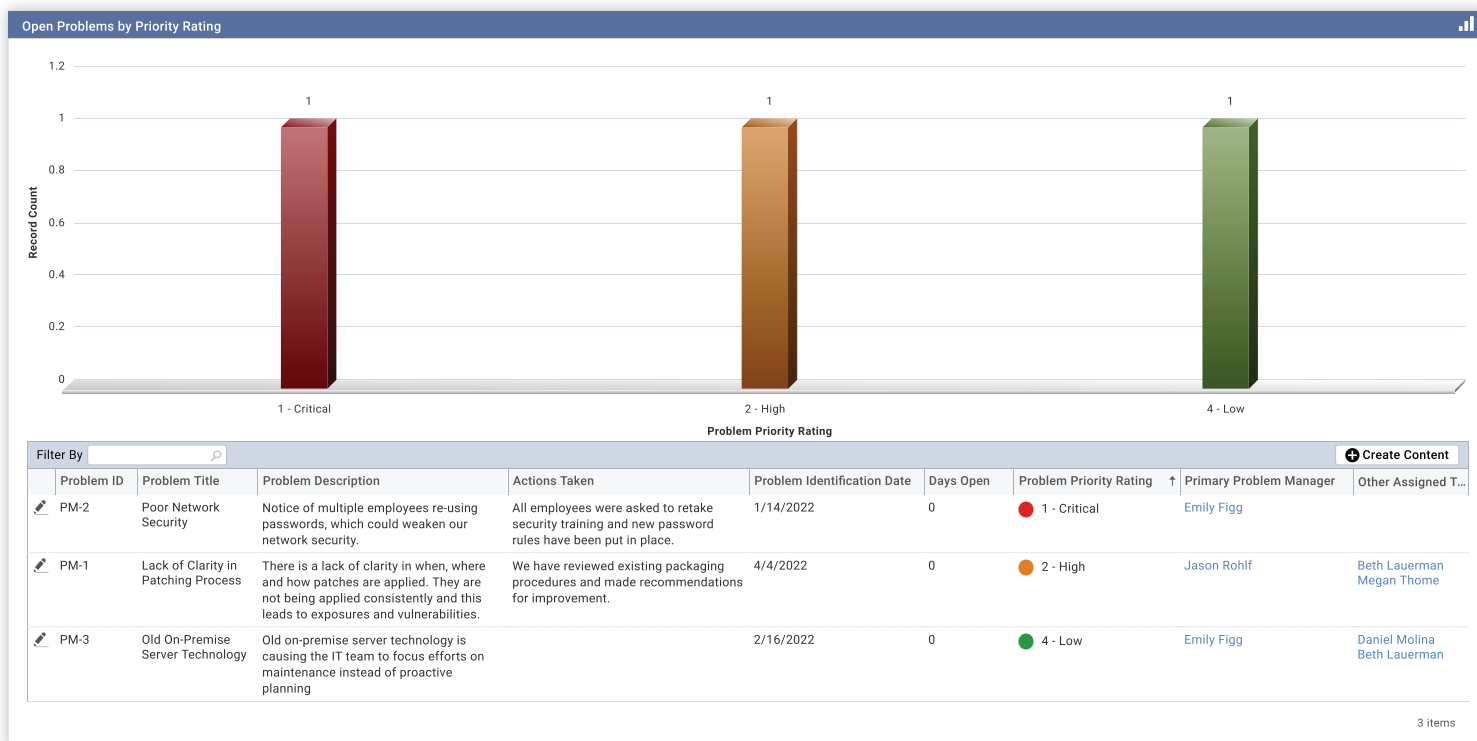 Open Problems by Priority Rating
1.2
1
0.8
0.6
0.4
0.2
0
Record Count
1
1
1
1 - Critical
2 - High
4 - Low
Problem Priority Rating
Filter By
Create Content
Problem ID
Problem Title
Problem Description
Actions Taken
Problem Identification Date
Days Open
Problem Priority Rating ↑
Primary Problem Manager
Other Assigned T...
PM-2
Poor Network
Security
Notice of multiple employees re-using
passwords, which could weaken our
network security.
All employees were asked to retake
security training and new password
rules have been put in place.
1/14/2022
0
1 - Critical
Emily Figg
PM-1
Lack of Clarity in
Patching Process
There is a lack of clarity in when, where
and how patches are applied. They are
not being applied consistently and this
leads to exposures and vulnerabilities.
We have reviewed existing packaging
procedures and made recommendations
for improvement.
4/4/2022
0
2 - High
Jason Rohlf
Beth Lauerman
Megan Thome
PM-3
Old On-Premise
Server Technology
Old on-premise server technology is
causing the IT team to focus efforts on
maintenance instead of proactive
planning
2/16/2022
0
4 - Low
Emily Figg
Daniel Molina
Beth Lauerman
3 items